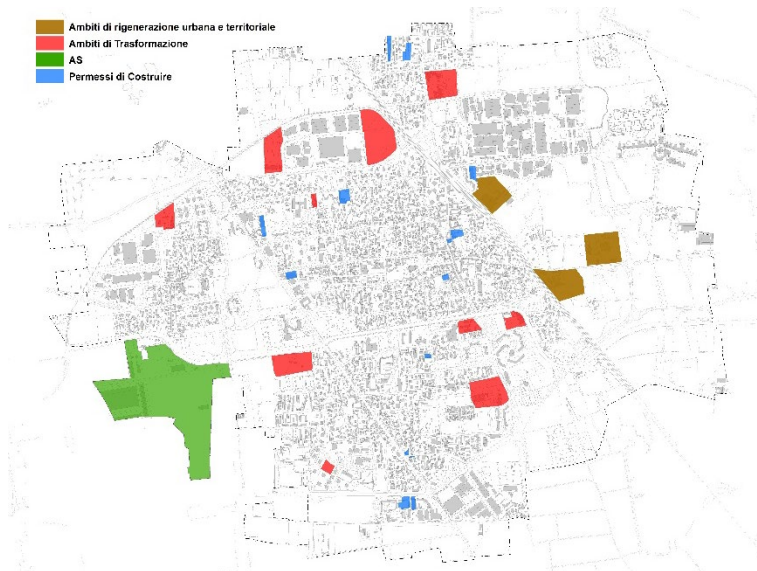 Ambiti di rigenerazione urbana e territoriale
Ambiti di Trasformazione
AS
Permessi di Costruire